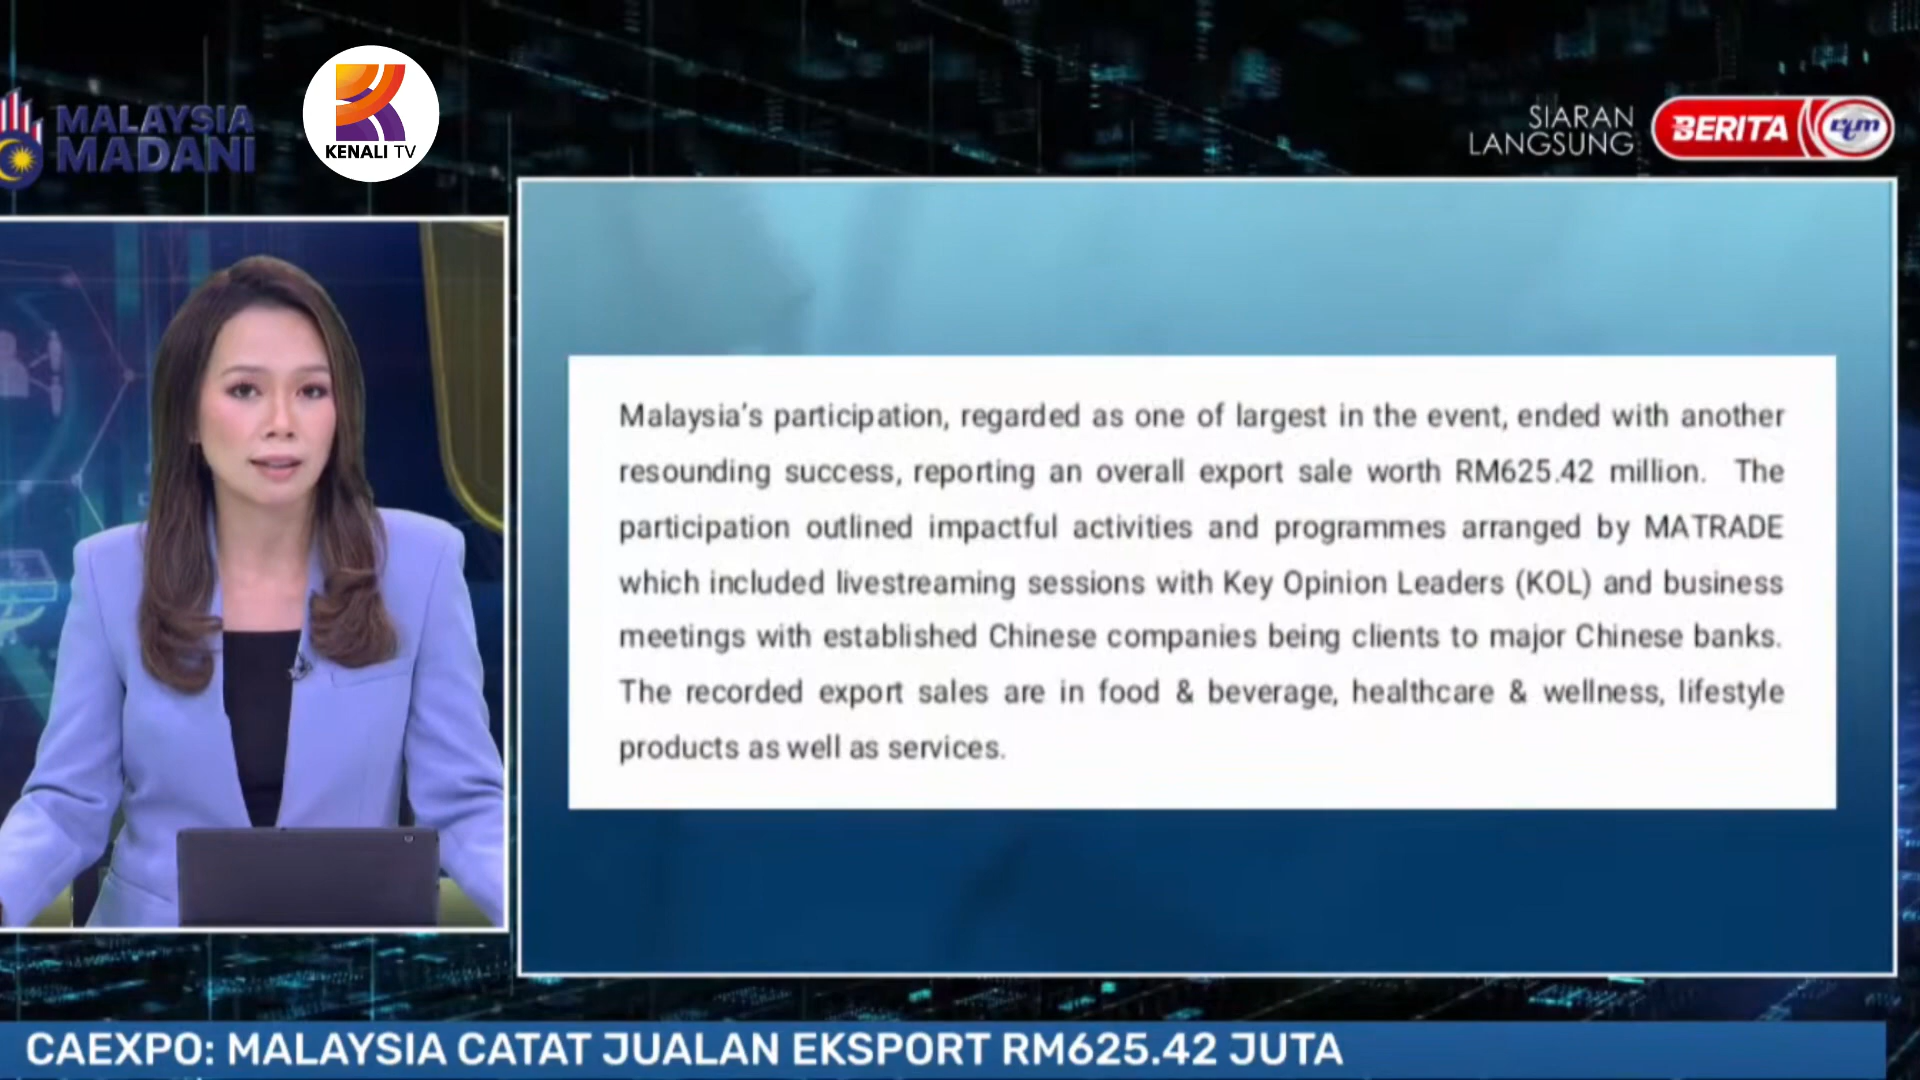 MALAYSIA
MADANI
KENALI TV
SIARAN
LANGSUNG
BERITA
rtm
Malaysia's participation, regarded as one of largest in the event, ended with another
resounding success, reporting an overall export sale worth RM625.42 million. The
participation outlined impactful activities and programmes arranged by MATRADE
which included livestreaming sessions with Key Opinion Leaders (KOL) and business
meetings with established Chinese companies being clients to major Chinese banks.
The recorded export sales are in food & beverage, healthcare & wellness, lifestyle
products as well as services.
CAEXPO: MALAYSIA CATAT JUALAN EKSPORT RM625.42 JUTA